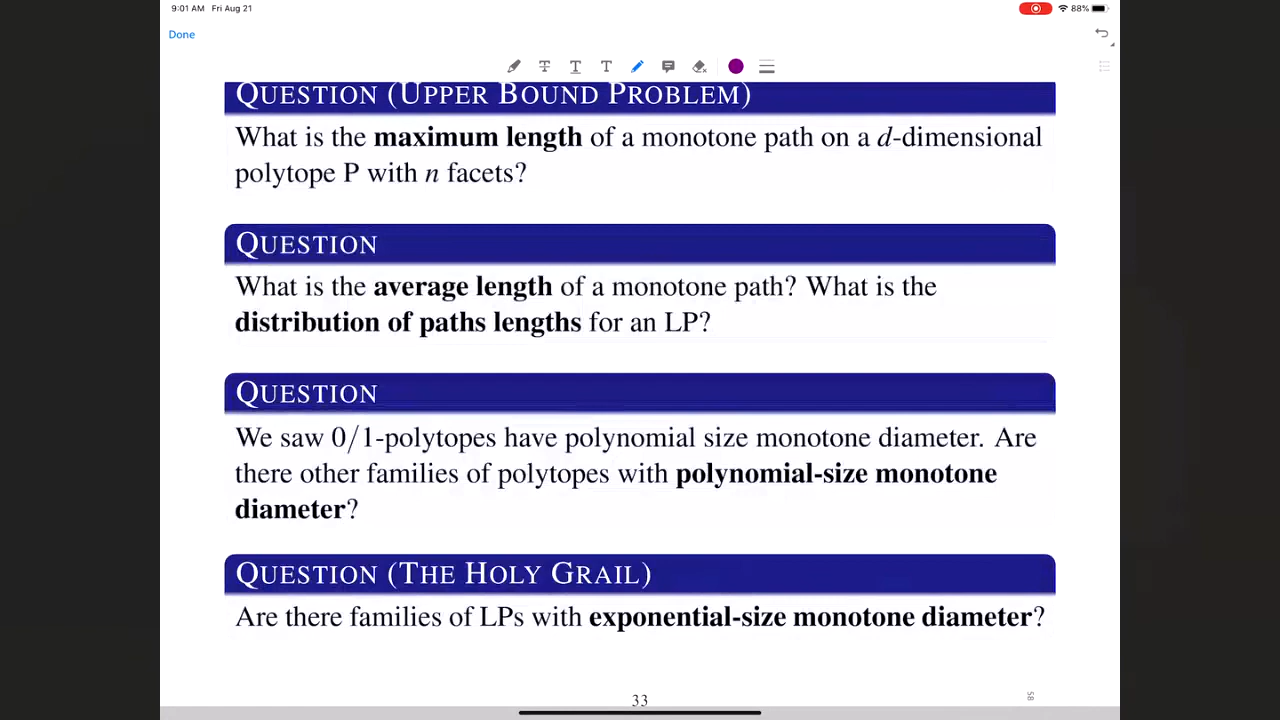 9:01 AM Fri Aug 21
88%
Done
QUESTION (UPPER BOUND PROBLEM)
What is the maximum length of a monotone path on a d-dimensional
polytope P with n facets?
QUESTION
What is the average length of a monotone path? What is the
distribution of paths lengths for an LP?
QUESTION
We saw 0/1-polytopes have polynomial size monotone diameter. Are
there other families of polytopes with polynomial-size monotone
diameter?
QUESTION (THE HOLY GRAIL)
Are there families of LPs with exponential-size monotone diameter?
33
58